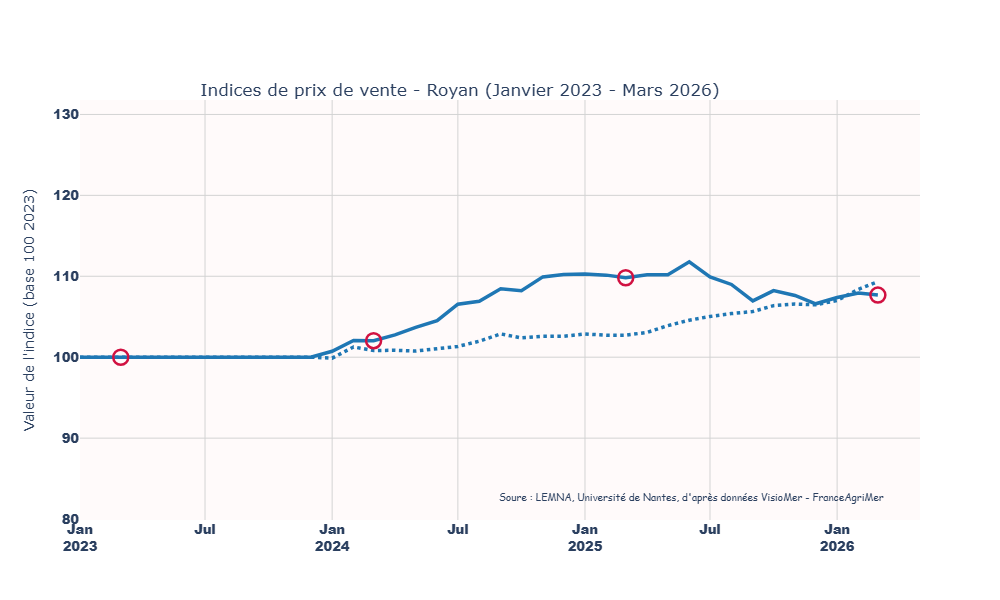 Indices de prix de vente - Royan (Janvier 2023 - Mars 2026)
Valeur de l'indice (base 100 2023)
130
120
110
100
90
80
Soure : LEMNA, Université de Nantes, d'après données VisioMer - FranceAgriMer
Jan
2023
Jul
Jan
2024
Jul
Jan
2025
Jul
Jan
2026